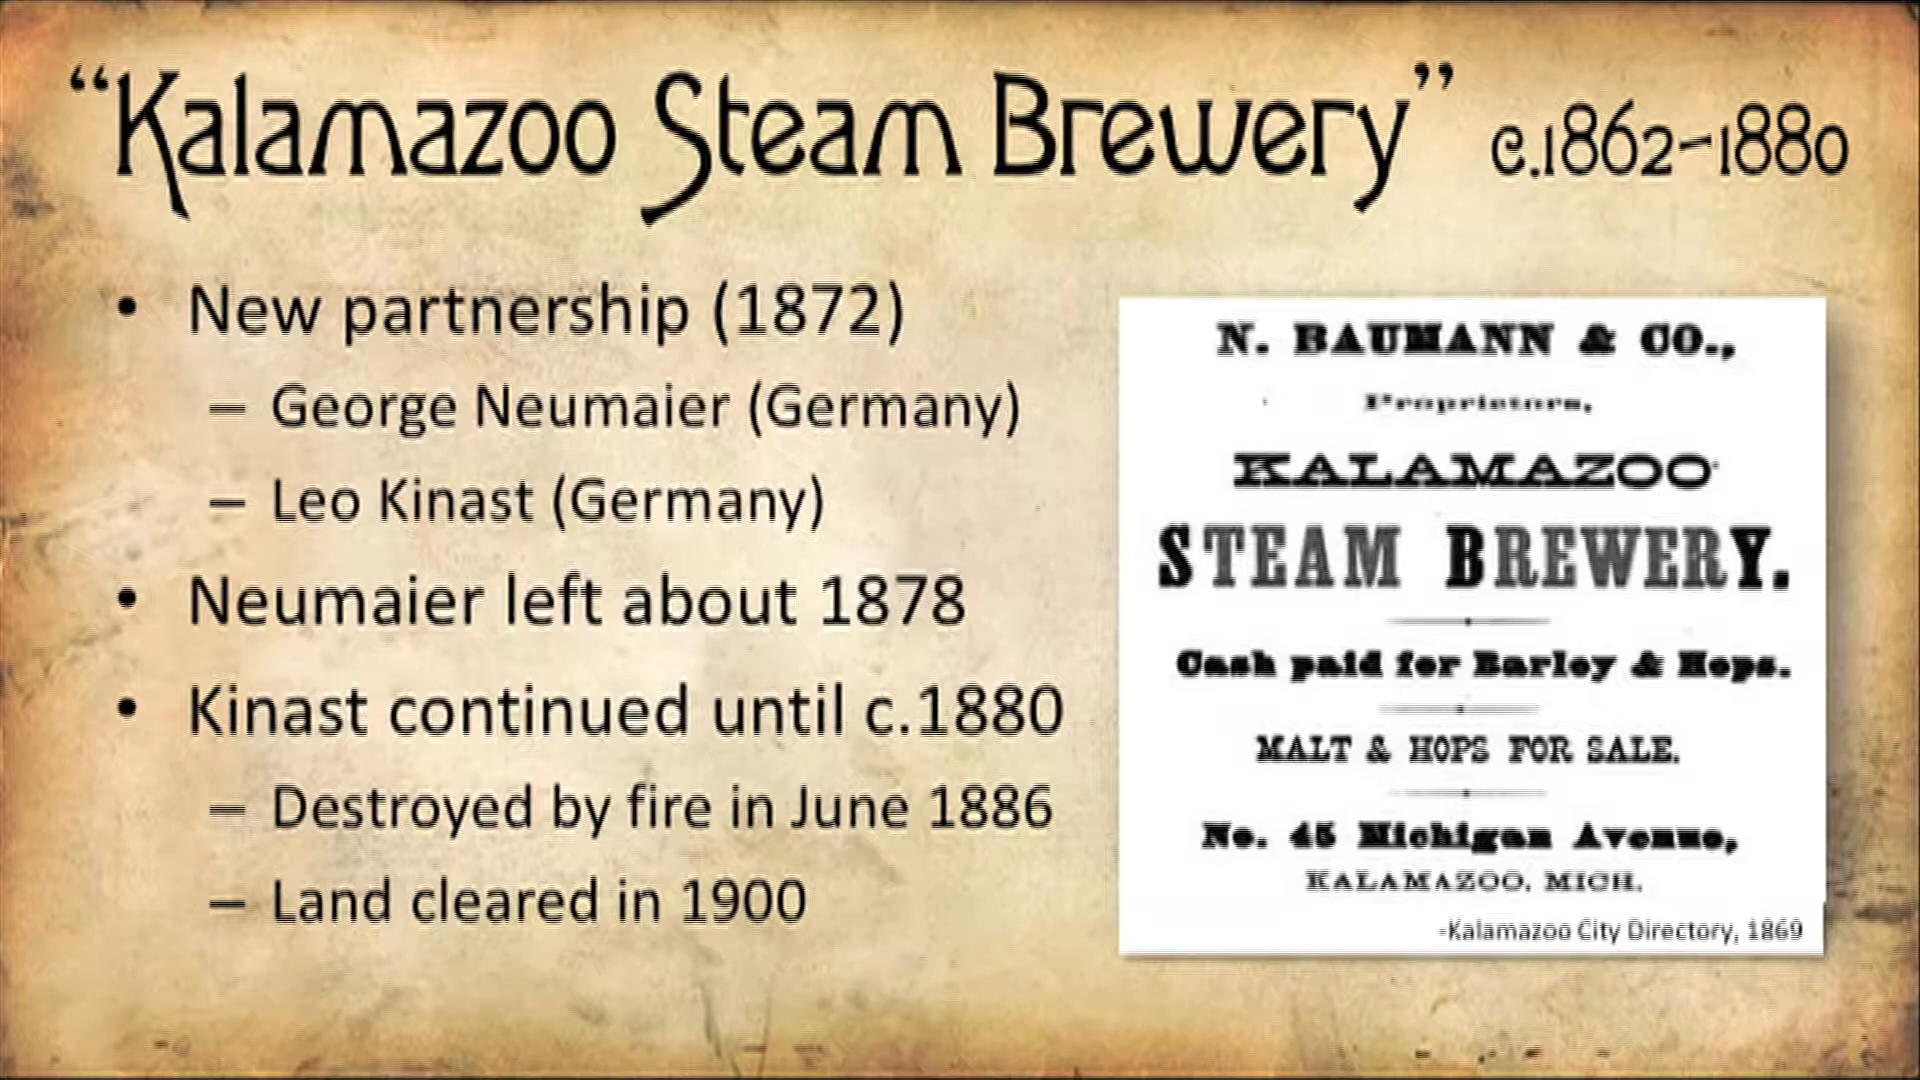 “Kalamazoo Steam Brewery” c.1862-1880
• New partnership (1872)
– George Neumaier (Germany)
– Leo Kinast (Germany)
• Neumaier left about 1878
• Kinast continued until c.1880
– Destroyed by fire in June 1886
– Land cleared in 1900
N. BAUMANN & CO.,
Proprietors,
KALAMAZOO
STEAM BREWERY.
Cash paid for Barley & Hops.
MALT & HOPS FOR SALE.
No. 45 Michigan Avenue,
KALAMAZOO, MICH.
-Kalamazoo City Directory, 1869